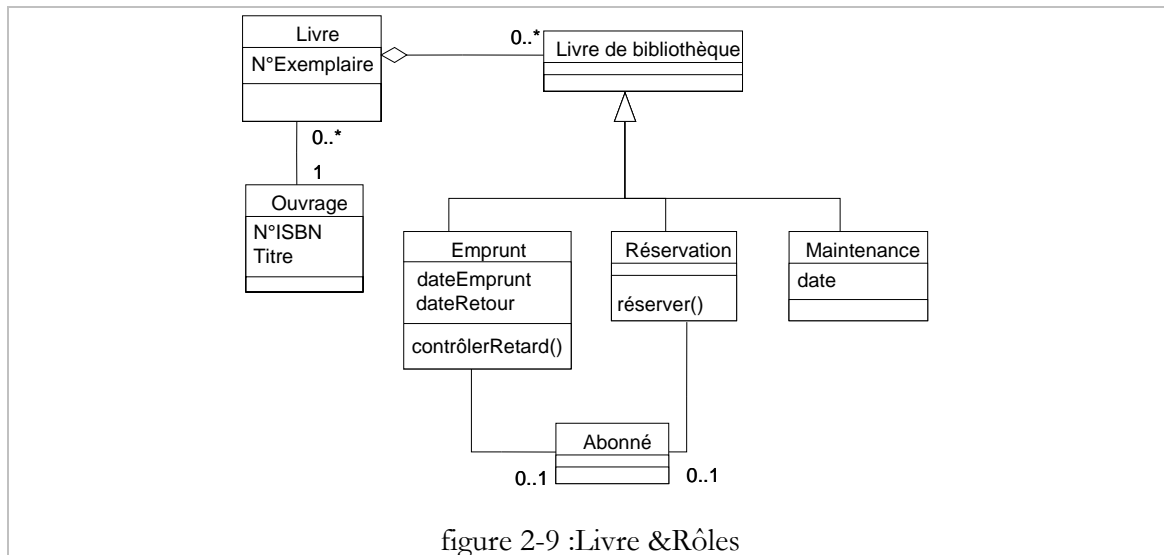 Livre
N°Exemplaire
0..*
Livre de bibliothèque
0..*
1
Ouvrage
N°ISBN
Titre
Emprunt
dateEmprunt
dateRetour
contrôlerRetard()
Réservation
réserver()
Maintenance
date
Abonné
0..1
0..1
figure 2-9 :Livre &Rôles